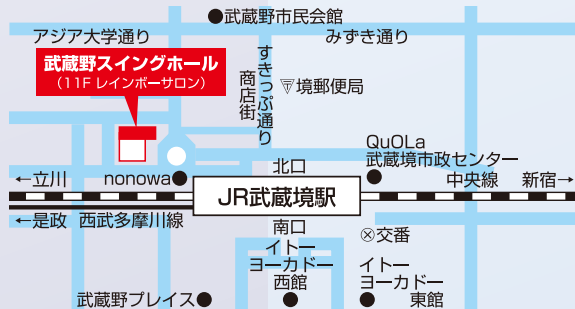 ●武蔵野市民会館
アジア大学通り
みずき通り
武蔵野スイングホール
（11F レインボーサロン）
すきっぷ通り
商店街
〒境郵便局
QuOLa
武蔵境市政センター
北口
←立川
nonowa●
中央線
新宿→
JR武蔵境駅
←是政
西武多摩川線
南口
交番
イトー
ヨーカドー
西館
イトー
ヨーカドー
東館
武蔵野プレイス●